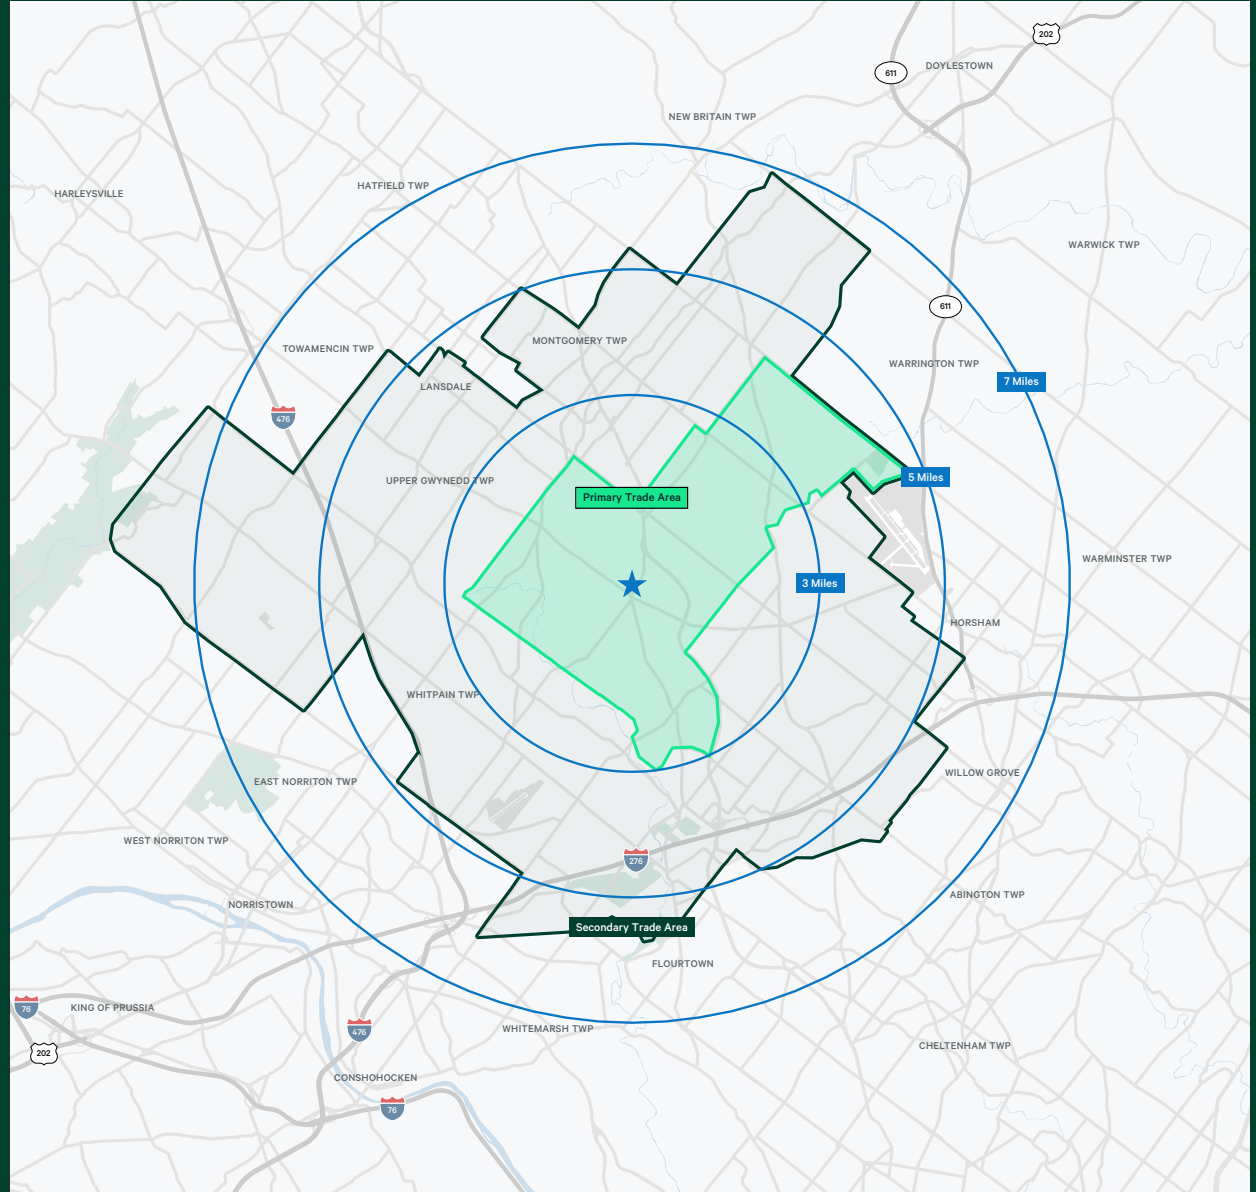 202
611
DOYLESTOWN
NEW BRITAIN TWP
HATFIELD TWP
HARLEYSVILLE
WARWICK TWP
611
MONTGOMERY TWP
TOWAMENCIN TWP
WARRINGTON TWP
7 Miles
LANSDALE
476
UPPER GWYNEDD TWP
5 Miles
Primary Trade Area
WARMINSTER TWP
3 Miles
HORSHAM
WHITPAIN TWP
WILLOW GROVE
EAST NORRITON TWP
WEST NORRITON TWP
276
ABINGTON TWP
NORRISTOWN
Secondary Trade Area
FLOURTOWN
76
KING OF PRUSSIA
WHITEMARSH TWP
476
CHELTENHAM TWP
202
CONSHOHOCKEN
76